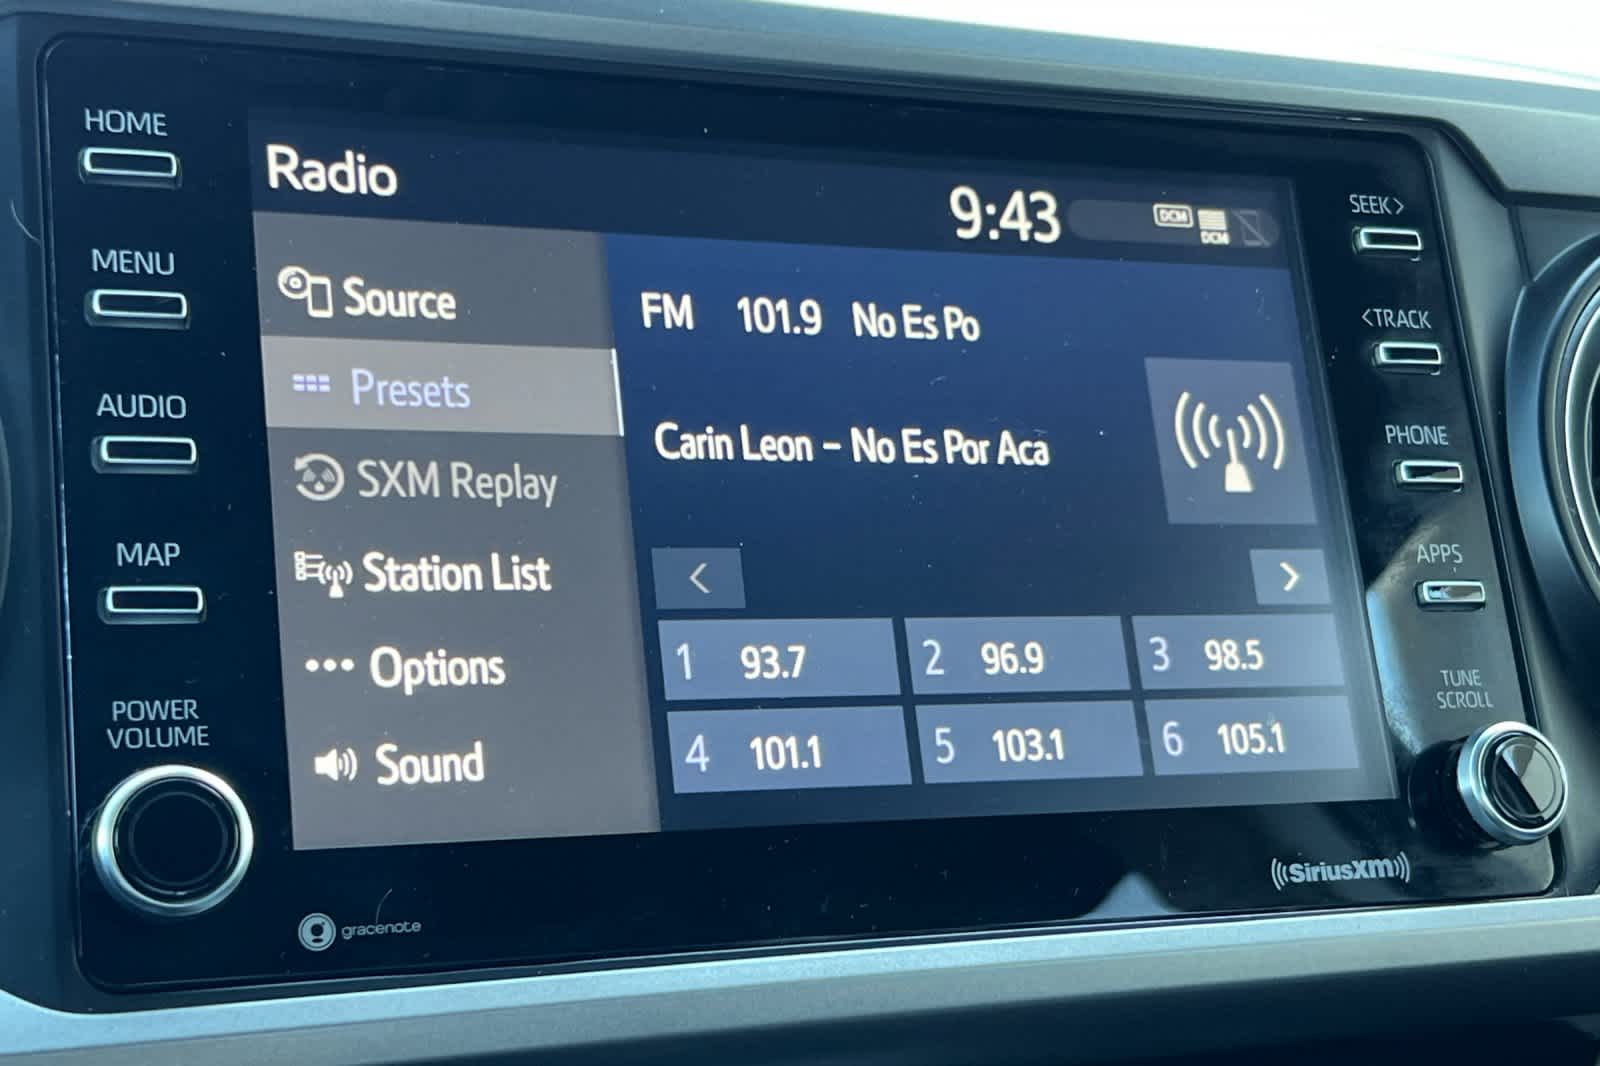 HOME
MENU
AUDIO
MAP
POWER
VOLUME
Radio
9:43
DCM
DCM
Source
Presets
SXM Replay
Station List
Options
Sound
FM 101.9 No Es Po
Carin Leon – No Es Por Aca
< >
1 93.7 2 96.9 3 98.5
4 101.1 5 103.1 6 105.1
SEEK>
<TRACK
PHONE
APPS
TUNE
SCROLL
gracenote
((SiriusXM))